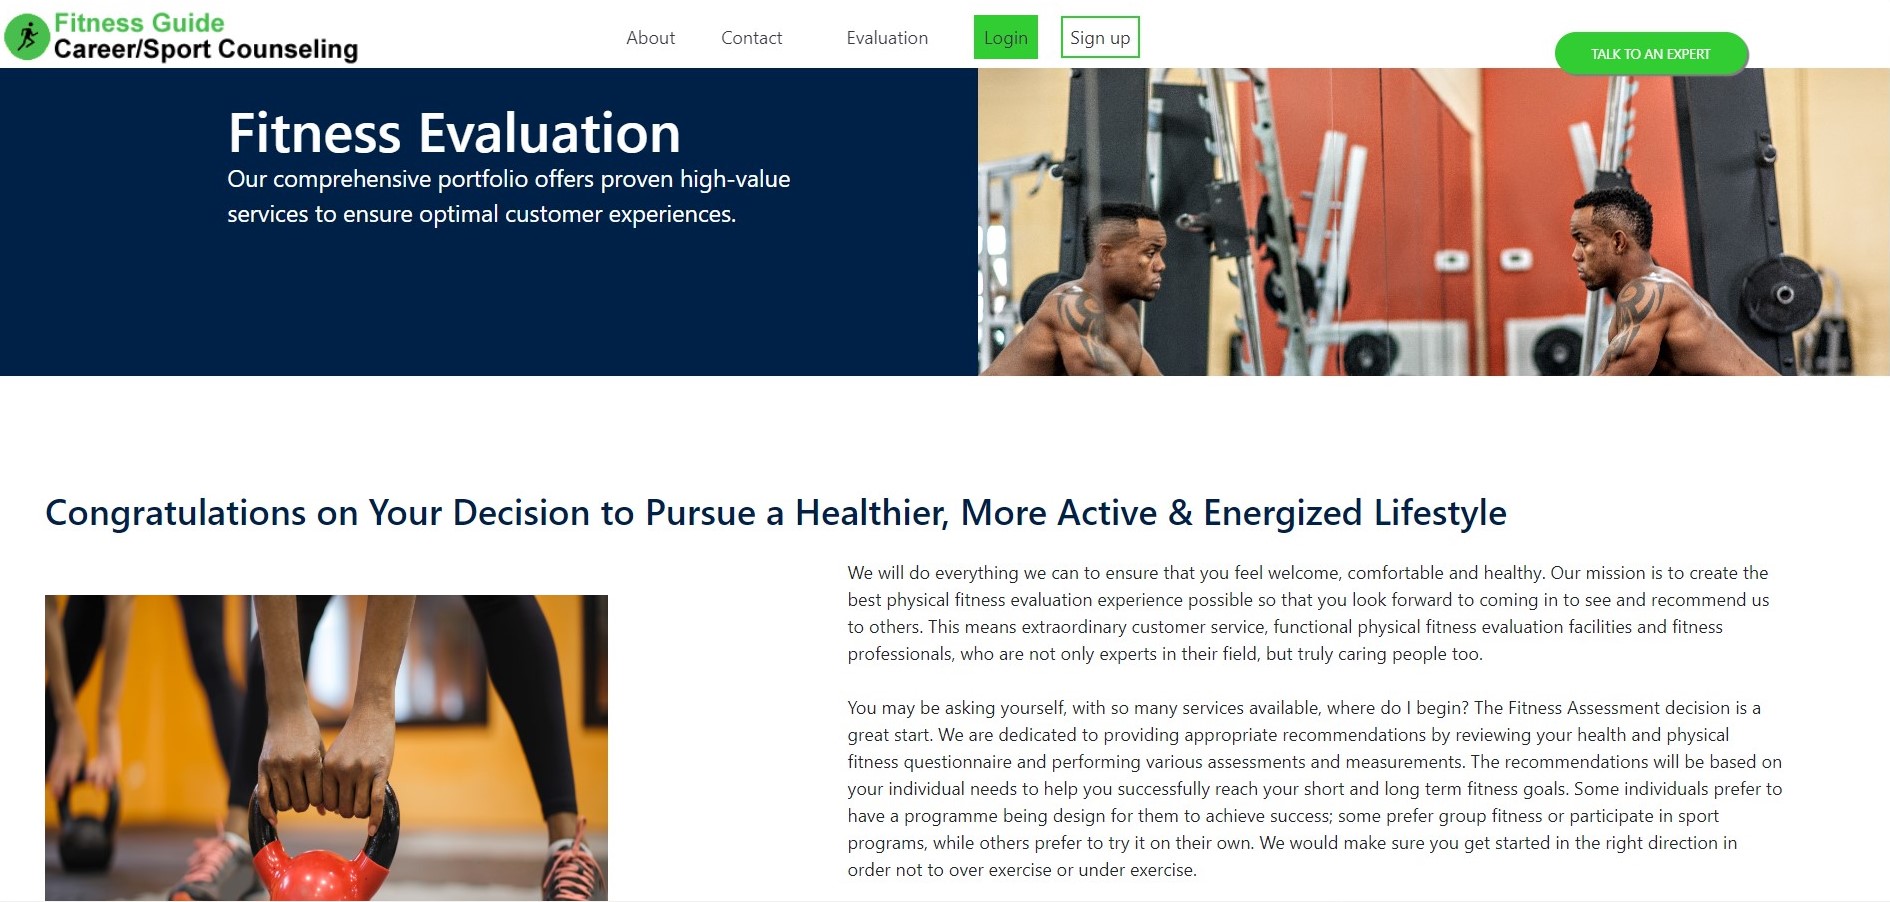 Fitness Guide
Career/Sport Counseling
About
Contact
Evaluation
Login
Sign up
TALK TO AN EXPERT
Fitness Evaluation
Our comprehensive portfolio offers proven high-value
services to ensure optimal customer experiences.
Congratulations on Your Decision to Pursue a Healthier, More Active & Energized Lifestyle
We will do everything we can to ensure that you feel welcome, comfortable and healthy. Our mission is to create the
best physical fitness evaluation experience possible so that you look forward to coming in to see and recommend us
to others. This means extraordinary customer service, functional physical fitness evaluation facilities and fitness
professionals, who are not only experts in their field, but truly caring people too.
You may be asking yourself, with so many services available, where do I begin? The Fitness Assessment decision is a
great start. We are dedicated to providing appropriate recommendations by reviewing your health and physical
fitness questionnaire and performing various assessments and measurements. The recommendations will be based on
your individual needs to help you successfully reach your short and long term fitness goals. Some individuals prefer to
have a programme being design for them to achieve success; some prefer group fitness or participate in sport
programs, while others prefer to try it on their own. We would make sure you get started in the right direction in
order not to over exercise or under exercise.